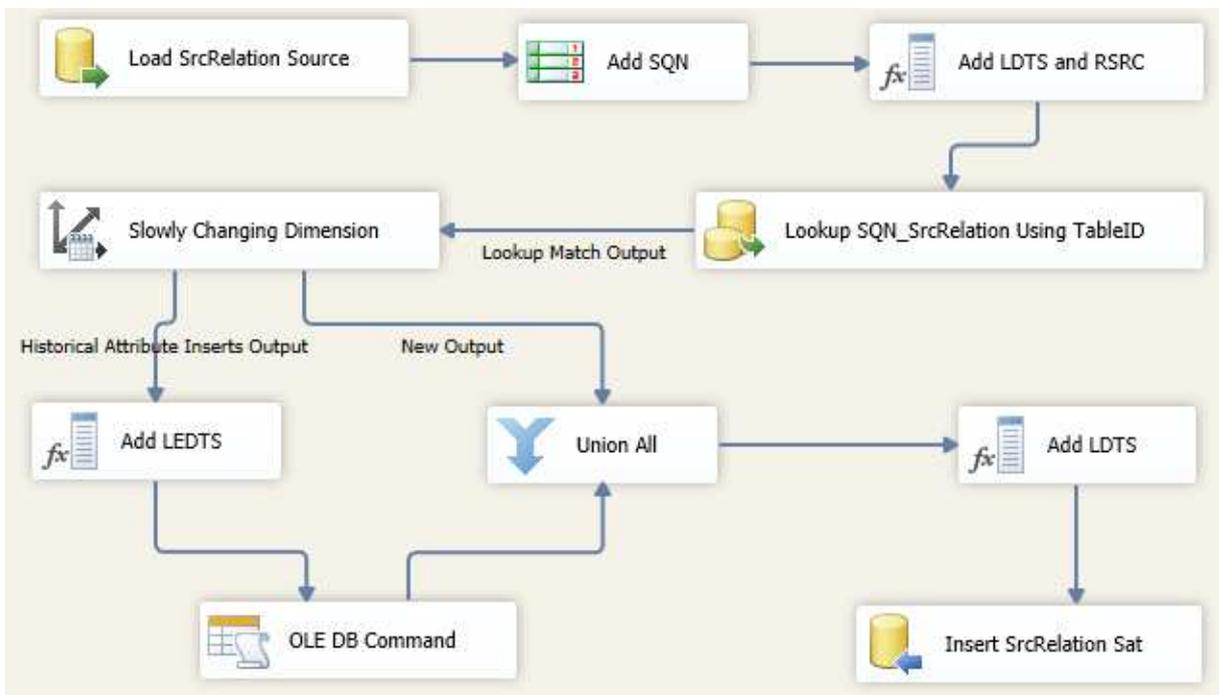 Load SrcRelation Source
Add SQN
Add LDTS and RSRC
Slowly Changing Dimension
Lookup Match Output
Lookup SQN_SrcRelation Using TableID
Historical Attribute Inserts Output
New Output
Add LEDTS
Union All
Add LDTS
OLE DB Command
Insert SrcRelation Sat